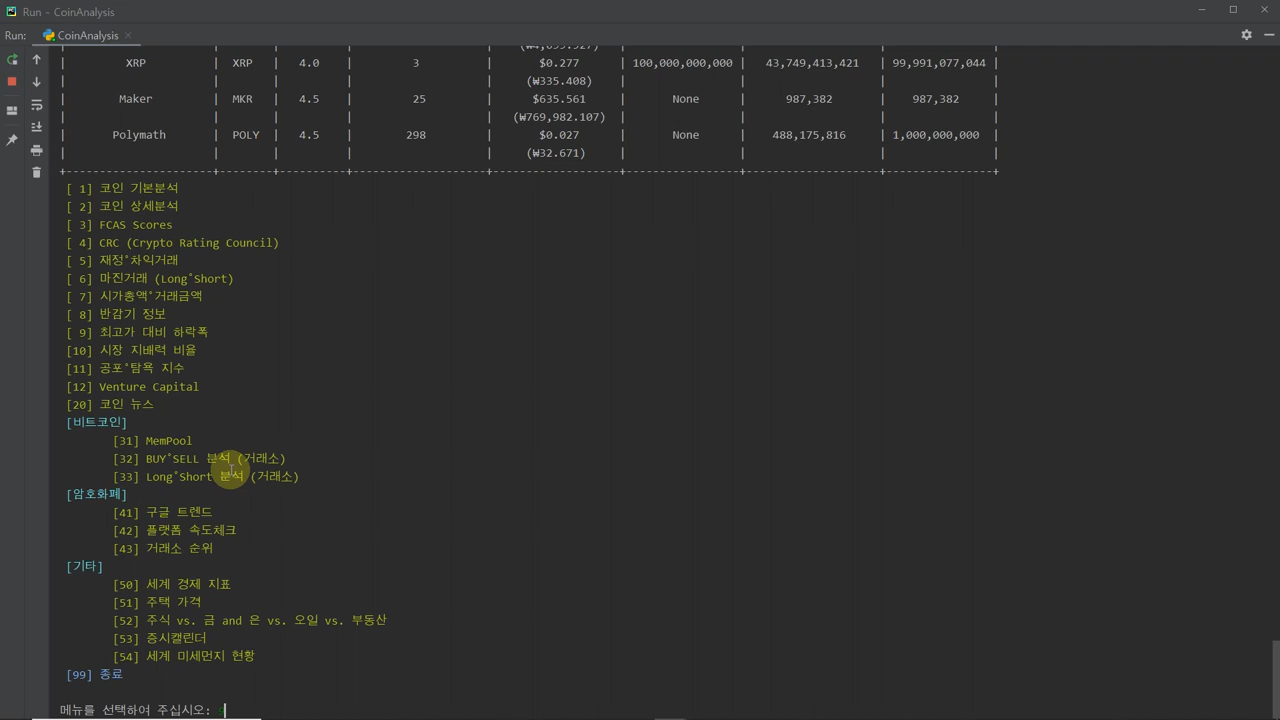 Run - CoinAnalysis
Run: CoinAnalysis
XRP | XRP | 4.0 | 3 | $0.277 | 100,000,000,000 | 43,749,413,421 | 99,991,077,044 |
(₩335.408)
Maker | MKR | 4.5 | 25 | $635.561 | None | 987,382 | 987,382 |
(₩769,982.107)
Polymath | POLY | 4.5 | 298 | $0.027 | None | 488,175,816 | 1,000,000,000 |
(₩32.671)
[ 1] 코인 기본분석
[ 2] 코인 상세분석
[ 3] FCAS Scores
[ 4] CRC (Crypto Rating Council)
[ 5] 재정˚차익거래
[ 6] 마진거래 (Long˚Short)
[ 7] 시가총액˚거래금액
[ 8] 반감기 정보
[ 9] 최고가 대비 하락폭
[10] 시장 지배력 비율
[11] 공포˚탐욕 지수
[12] Venture Capital
[20] 코인 뉴스
[비트코인]
[31] MemPool
[32] BUY˚SELL 분석 (거래소)
[33] Long˚Short 분석 (거래소)
[암호화페]
[41] 구글 트렌드
[42] 플랫폼 속도체크
[43] 거래소 순위
[기타]
[50] 세계 경제 지표
[51] 주택 가격
[52] 주식 vs. 금 and 은 vs. 오일 vs. 부동산
[53] 증시캘린더
[54] 세계 미세먼지 현황
[99] 종료
메뉴를 선택하여 주십시오: